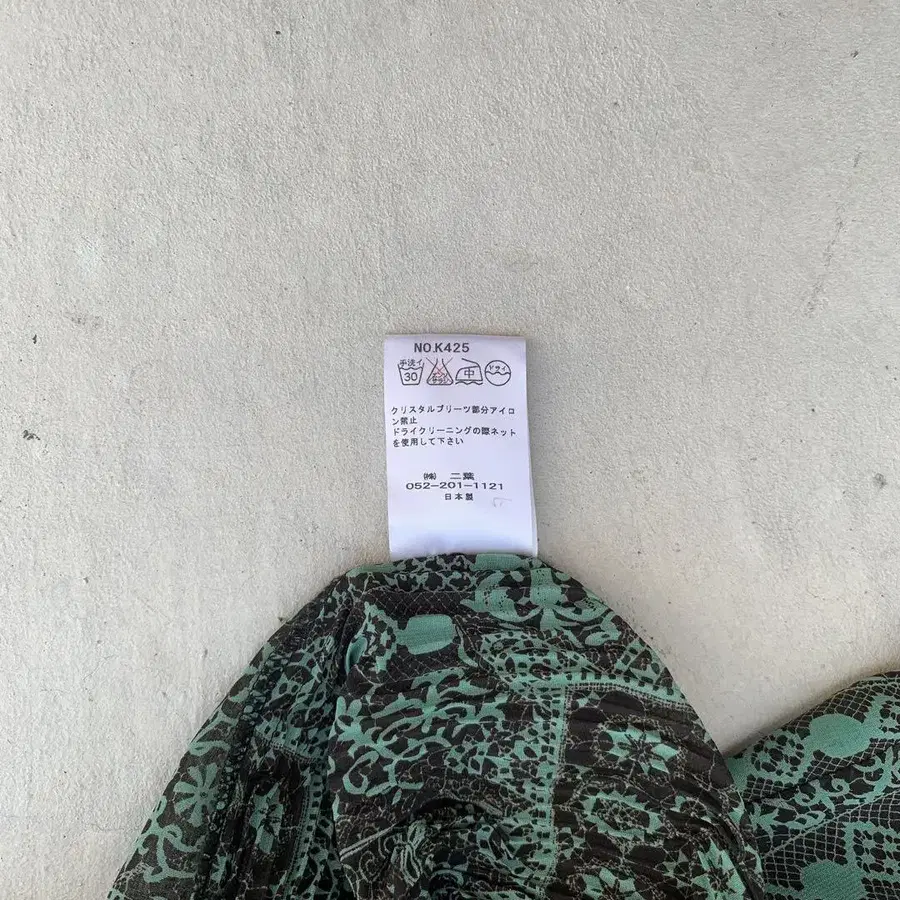 NO.K425
手洗イ
30
中
ドライ
クリスタルプリーツ部分アイロ
ン禁止
ドライクリーニングの際ネット
を使用して下さい
㈱ 二葉
052-201-1121
日本製